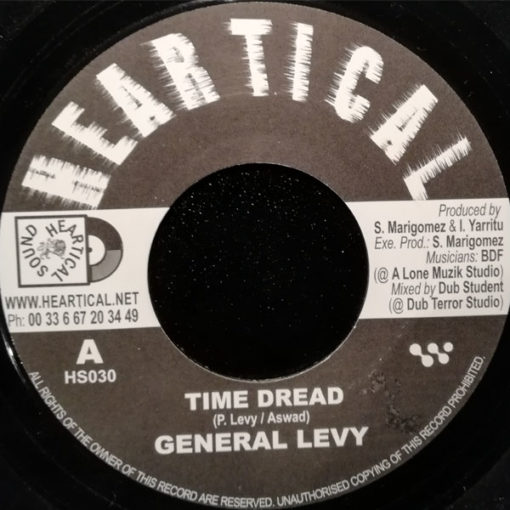 HEARTICAL
HEARTICAL SOUND
WWW.HEARTICAL.NET
Ph: 00 33 6 67 20 34 49
A
HS030
Produced by
S. Marigomez & I. Yarritu
Exe. Prod.: S. Marigomez
Musicians: BDF
(@ A Lone Muzik Studio)
Mixed by Dub Student
(@ Dub Terror Studio)
TIME DREAD
(P. Levy / Aswad)
GENERAL LEVY
ALL RIGHTS OF THE OWNER OF THIS RECORD ARE RESERVED. UNAUTHORISED COPYING OF THIS RECORD PROHIBITED.